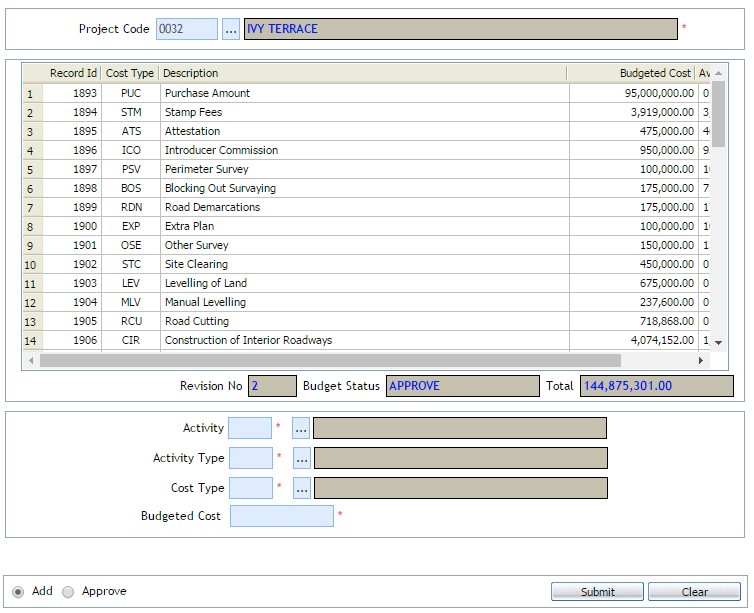 Project Code 0032 ... IVY TERRACE *
Record Id Cost Type Description Budgeted Cost Av
1 1893 PUC Purchase Amount 95,000,000.00 0
2 1894 STM Stamp Fees 3,919,000.00 3,
3 1895 ATS Attestation 475,000.00
4 1896 ICO Introducer Commission 950,000.00 9
5 1897 PSV Perimeter Survey 100,000.00
6 1898 BOS Blocking Out Survaying 175,000.00 7
7 1899 RDN Road Demarcations 175,000.00 1
8 1900 EXP Extra Plan 100,000.00
9 1901 OSE Other Survey 150,000.00 1
10 1902 STC Site Clearing 450,000.00 0
11 1903 LEV Levelling of Land 675,000.00 0
12 1904 MLV Manual Levelling 237,600.00 0
13 1905 RCU Road Cutting 718,868.00 0
14 1906 CIR Construction of Interior Roadways 4,074,152.00 1,
Revision No 2 Budget Status APPROVE Total 144,875,301.00
Activity * ...
Activity Type * ...
Cost Type * ...
Budgeted Cost *
Add Approve Submit Clear